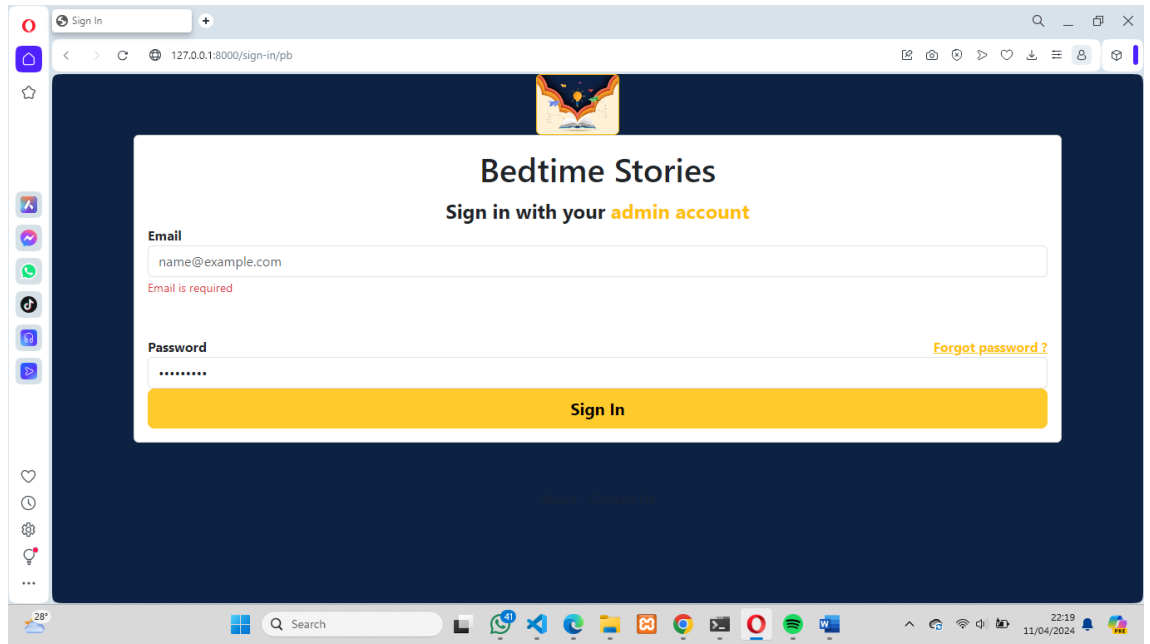 Sign In
127.0.0.1:8000/sign-in/pb
Bedtime Stories
Sign in with your admin account
Email
name@example.com
Email is required
Password
Forgot password ?
•••••••••
Sign In
28°
Search
41
22:19
11/04/2024
PRE